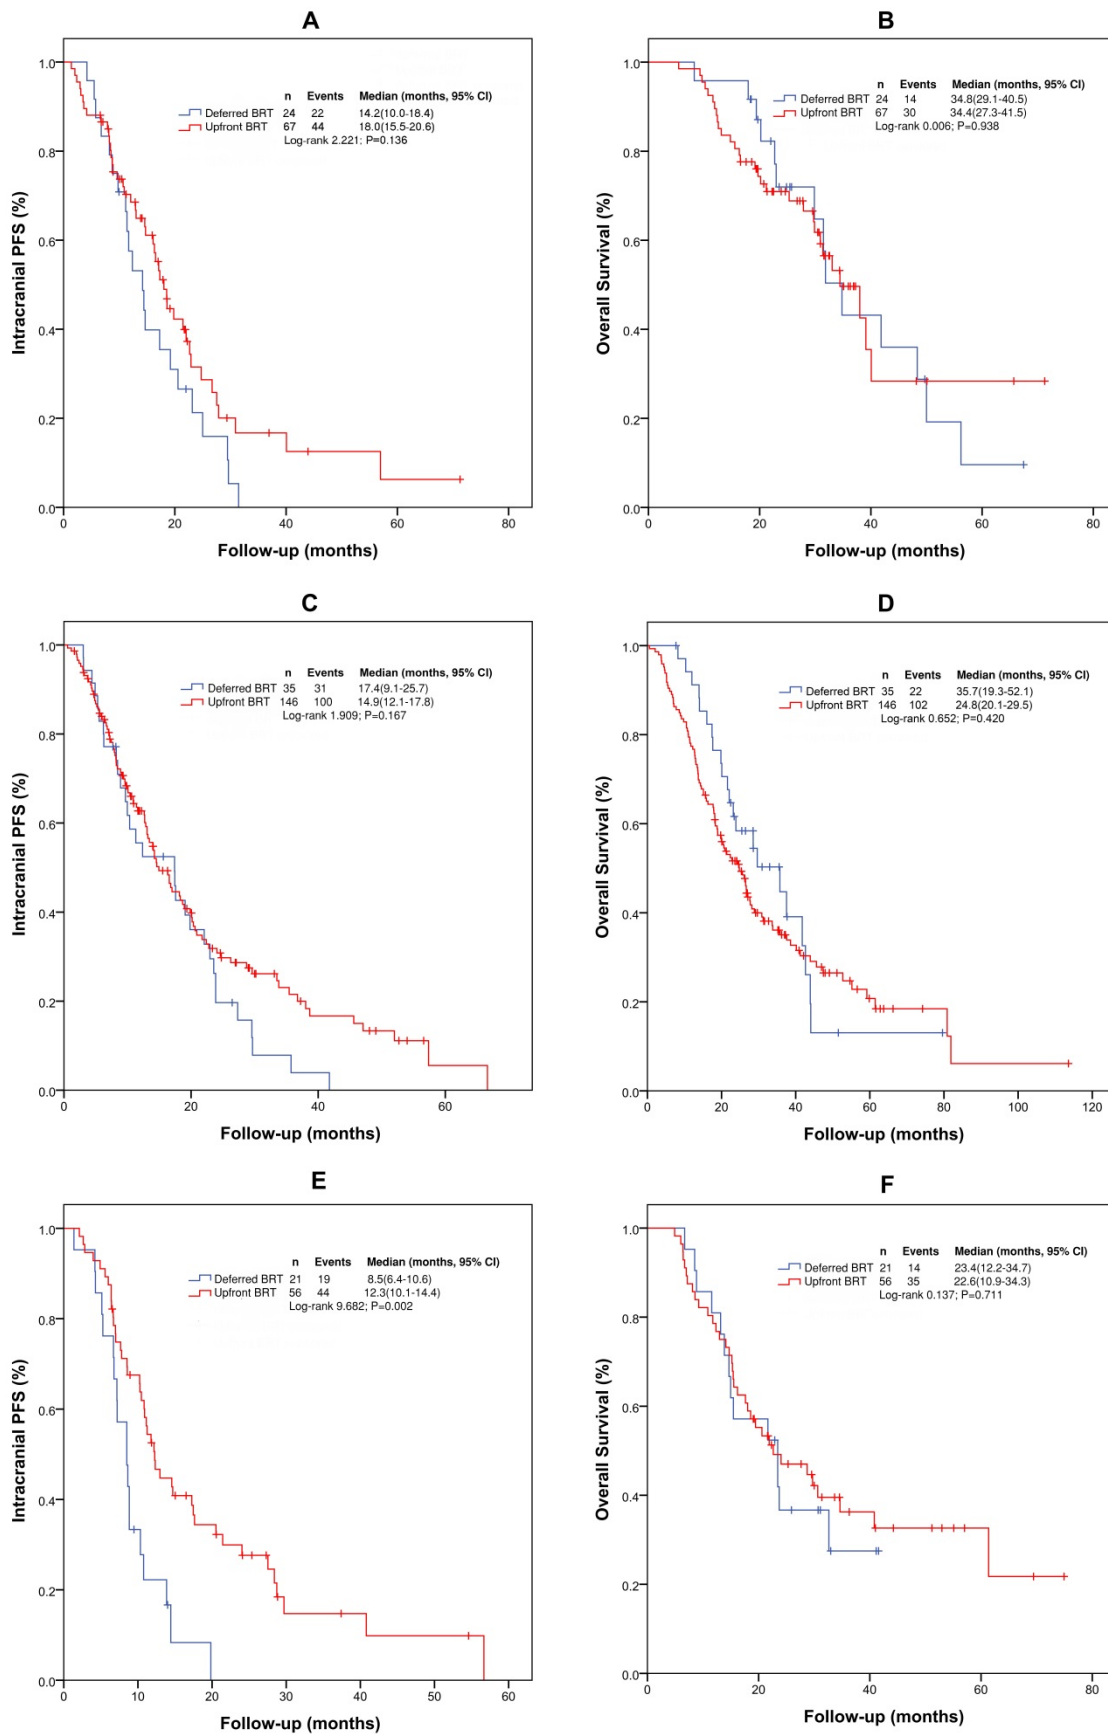 A
Intracranial PFS (%)
1.0
0.8
0.6
0.4
0.2
0.0
n Events Median (months, 95% CI)
Deferred BRT 24 22 14.2(10.0-18.4)
Upfront BRT 67 44 18.0(15.5-20.6)
Log-rank 2.221; P=0.136
0 20 40 60 80
Follow-up (months)
B
Overall Survival (%)
1.0
0.8
0.6
0.4
0.2
0.0
n Events Median (months, 95% CI)
Deferred BRT 24 14 34.8(29.1-40.5)
Upfront BRT 67 30 34.4(27.3-41.5)
Log-rank 0.006; P=0.938
0 20 40 60 80
Follow-up (months)
C
Intracranial PFS (%)
1.0
0.8
0.6
0.4
0.2
0.0
n Events Median (months, 95% CI)
Deferred BRT 35 31 17.4(9.1-25.7)
Upfront BRT 146 100 14.9(12.1-17.8)
Log-rank 1.909; P=0.167
0 20 40 60
Follow-up (months)
D
Overall Survival (%)
1.0
0.8
0.6
0.4
0.2
0.0
n Events Median (months, 95% CI)
Deferred BRT 35 22 35.7(19.3-52.1)
Upfront BRT 146 102 24.8(20.1-29.5)
Log-rank 0.652; P=0.420
0 20 40 60 80 100 120
Follow-up (months)
E
Intracranial PFS (%)
1.0
0.8
0.6
0.4
0.2
0.0
n Events Median (months, 95% CI)
Deferred BRT 21 19 8.5(6.4-10.6)
Upfront BRT 56 44 12.3(10.1-14.4)
Log-rank 9.682; P=0.002
0 10 20 30 40 50 60
Follow-up (months)
F
Overall Survival (%)
1.0
0.8
0.6
0.4
0.2
0.0
n Events Median (months, 95% CI)
Deferred BRT 21 14 23.4(12.2-34.7)
Upfront BRT 56 35 22.6(10.9-34.3)
Log-rank 0.137; P=0.711
0 20 40 60 80
Follow-up (months)